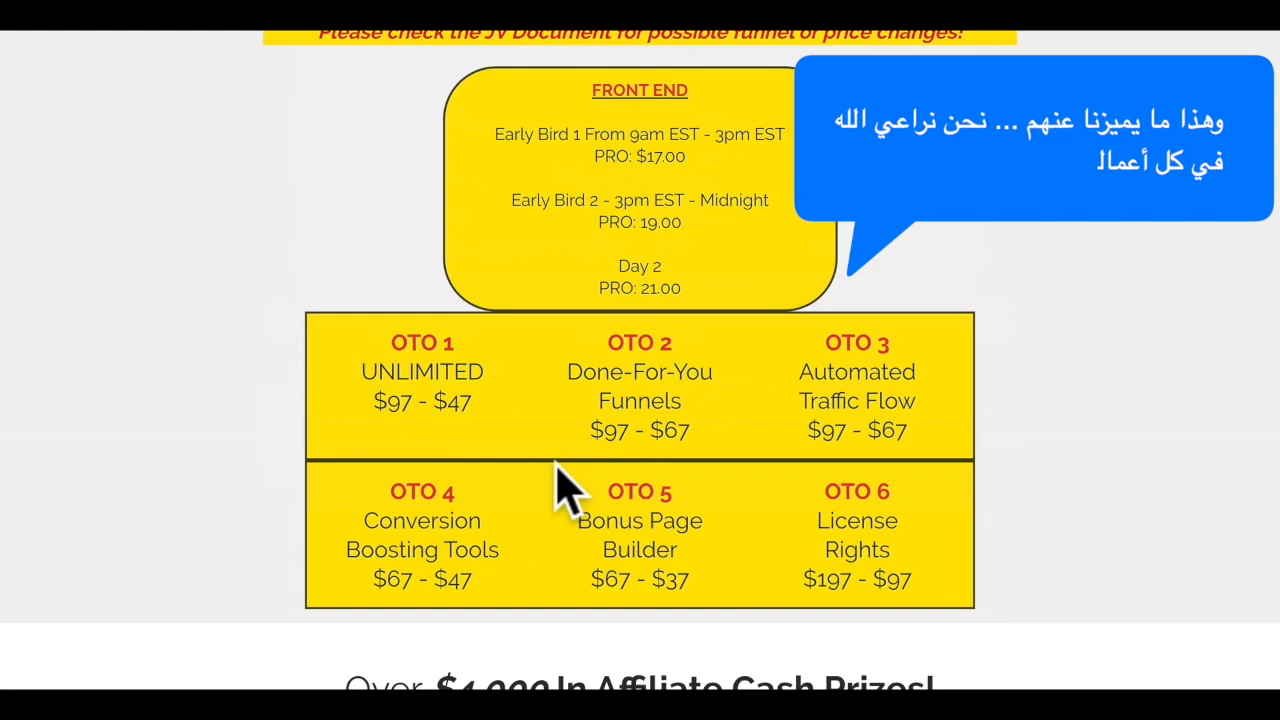 Please check the JV Document for possible funnel or price changes!
FRONT END
Early Bird 1 From 9am EST - 3pm EST
PRO: $17.00
Early Bird 2 - 3pm EST - Midnight
PRO: 19.00
Day 2
PRO: 21.00
وهذا ما يميزنا عنهم ... نحن نراعي الله
في كل أعمالـ
OTO 1
UNLIMITED
$97 - $47
OTO 2
Done-For-You
Funnels
$97 - $67
OTO 3
Automated
Traffic Flow
$97 - $67
OTO 4
Conversion
Boosting Tools
$67 - $47
OTO 5
Bonus Page
Builder
$67 - $37
OTO 6
License
Rights
$197 - $97
Over $4,000 In Affiliate Cash Prizes!